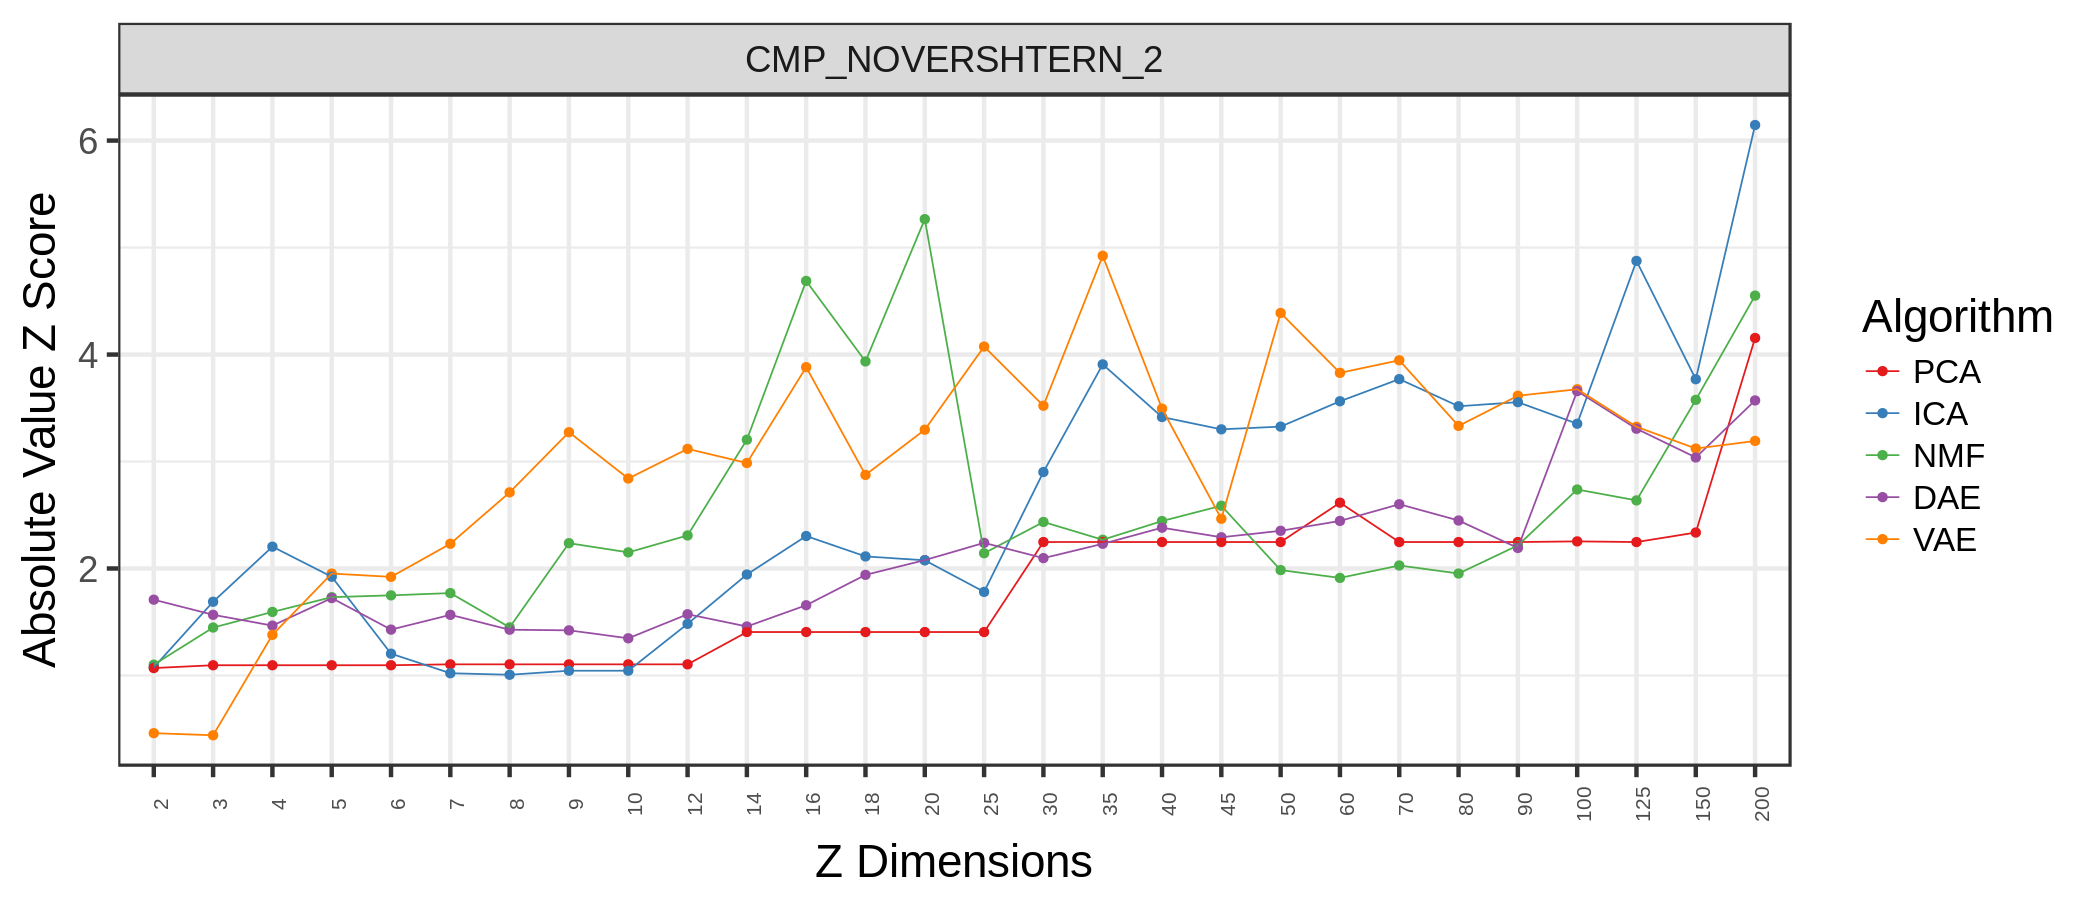 CMP_NOVERSHTERN_2
Absolute Value Z Score
6
4
2
2 3 4 5 6 7 8 9 10 12 14 16 18 20 25 30 35 40 45 50 60 70 80 90 100 125 150 200
Z Dimensions
Algorithm
PCA
ICA
NMF
DAE
VAE